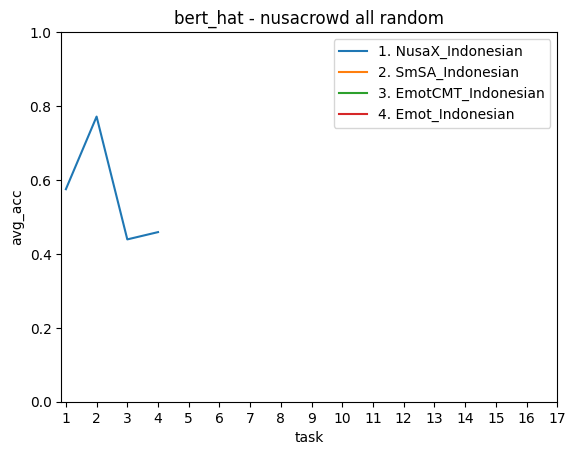 bert_hat - nusacrowd all random
1. NusaX_Indonesian
2. SmSA_Indonesian
3. EmotCMT_Indonesian
4. Emot_Indonesian
1.0
0.8
0.6
0.4
0.2
0.0
avg_acc
1 2 3 4 5 6 7 8 9 10 11 12 13 14 15 16 17
task